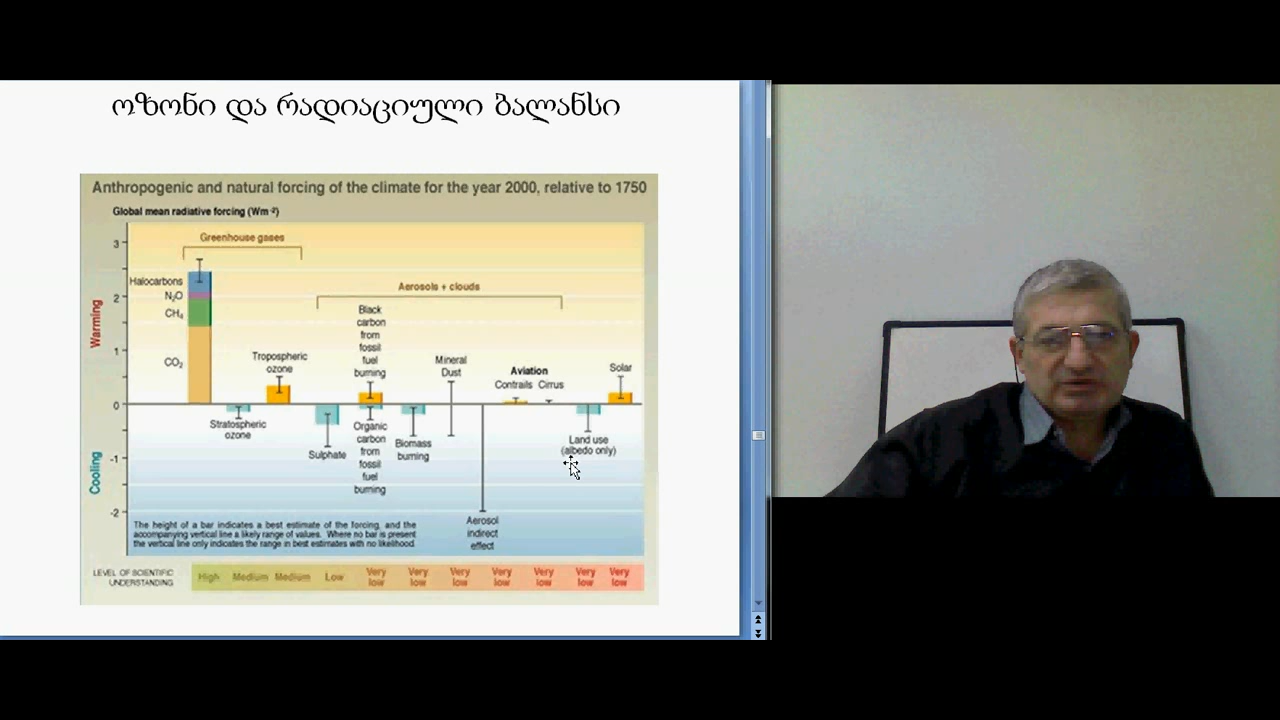 ოზონი და რადიაციული ბალანსი
Anthropogenic and natural forcing of the climate for the year 2000, relative to 1750
Global mean radiative forcing (Wm⁻²)
Greenhouse gases
3
2
1
0
-1
-2
Warming
Cooling
Halocarbons
N₂O
CH₄
CO₂
Stratospheric
ozone
Tropospheric
ozone
Aerosols + clouds
Sulphate
Black
carbon
from
fossil
fuel
burning
Organic
carbon
from
fossil
fuel
burning
Biomass
burning
Mineral
Dust
Aerosol
indirect
effect
Aviation
Contrails Cirrus
Land use
(albedo only)
Solar
The height of a bar indicates a best estimate of the forcing, and the
accompanying vertical line a likely range of values. Where no bar is present
the vertical line only indicates the range in best estimates with no likelihood.
LEVEL OF SCIENTIFIC
UNDERSTANDING
High Medium Medium Low Very low Very low Very low Very low Very low Very low Very low